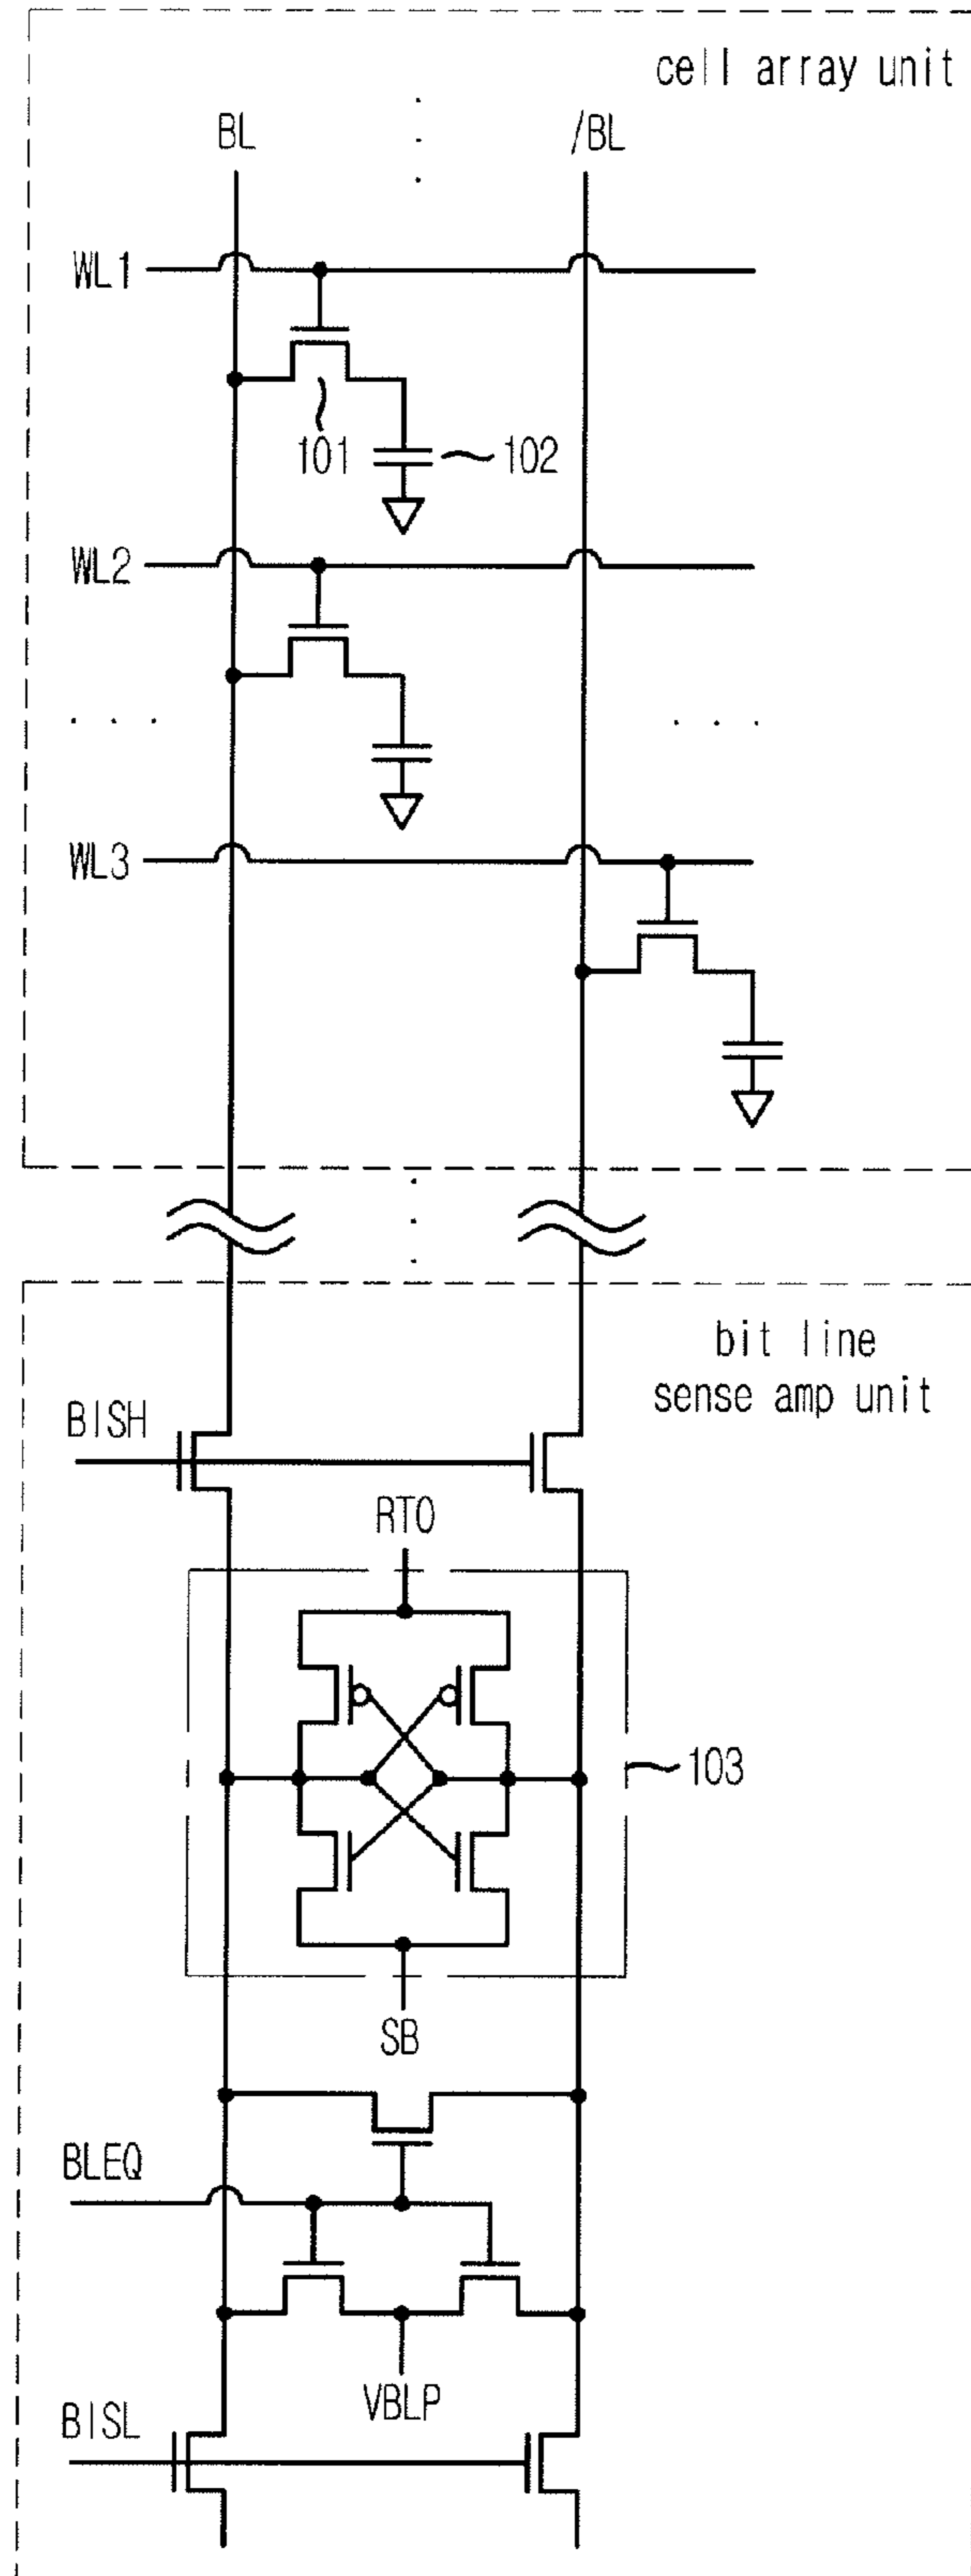 cell array unit
BL
/BL
WL1
101
102
WL2
WL3
bit line
sense amp unit
BISH
RTO
103
SB
BLEQ
VBLP
BISL